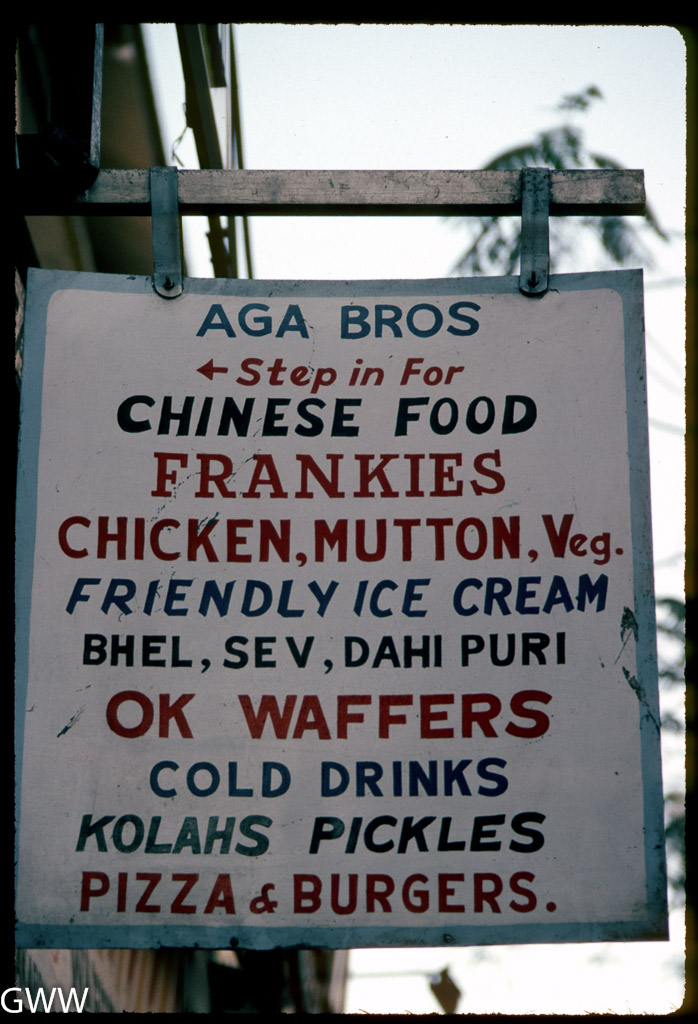 AGA BROS
←Step in For
CHINESE FOOD
FRANKIES
CHICKEN, MUTTON, Veg.
FRIENDLY ICE CREAM
BHEL, SEV, DAHI PURI
OK WAFFERS
COLD DRINKS
KOLAHS PICKLES
PIZZA & BURGERS.
GWW